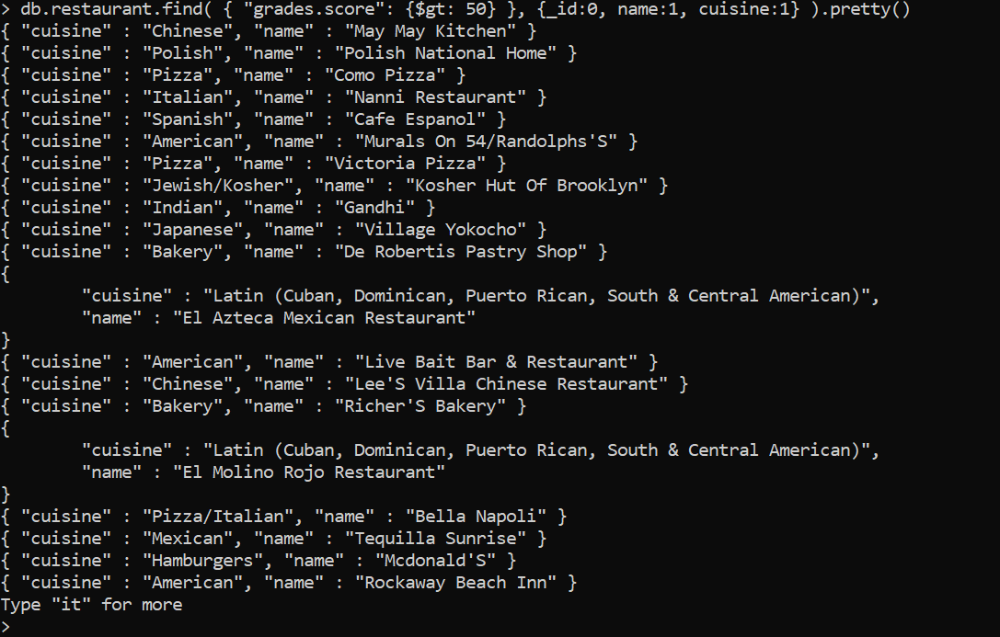 > db.restaurant.find( { "grades.score": {$gt: 50} }, {_id:0, name:1, cuisine:1} ).pretty()
{ "cuisine" : "Chinese", "name" : "May May Kitchen" }
{ "cuisine" : "Polish", "name" : "Polish National Home" }
{ "cuisine" : "Pizza", "name" : "Como Pizza" }
{ "cuisine" : "Italian", "name" : "Nanni Restaurant" }
{ "cuisine" : "Spanish", "name" : "Cafe Espanol" }
{ "cuisine" : "American", "name" : "Murals On 54/Randolphs'S" }
{ "cuisine" : "Pizza", "name" : "Victoria Pizza" }
{ "cuisine" : "Jewish/Kosher", "name" : "Kosher Hut Of Brooklyn" }
{ "cuisine" : "Indian", "name" : "Gandhi" }
{ "cuisine" : "Japanese", "name" : "Village Yokocho" }
{ "cuisine" : "Bakery", "name" : "De Robertis Pastry Shop" }
{
        "cuisine" : "Latin (Cuban, Dominican, Puerto Rican, South & Central American)",
        "name" : "El Azteca Mexican Restaurant"
}
{ "cuisine" : "American", "name" : "Live Bait Bar & Restaurant" }
{ "cuisine" : "Chinese", "name" : "Lee'S Villa Chinese Restaurant" }
{ "cuisine" : "Bakery", "name" : "Richer'S Bakery" }
{
        "cuisine" : "Latin (Cuban, Dominican, Puerto Rican, South & Central American)",
        "name" : "El Molino Rojo Restaurant"
}
{ "cuisine" : "Pizza/Italian", "name" : "Bella Napoli" }
{ "cuisine" : "Mexican", "name" : "Tequilla Sunrise" }
{ "cuisine" : "Hamburgers", "name" : "Mcdonald'S" }
{ "cuisine" : "American", "name" : "Rockaway Beach Inn" }
Type "it" for more
>